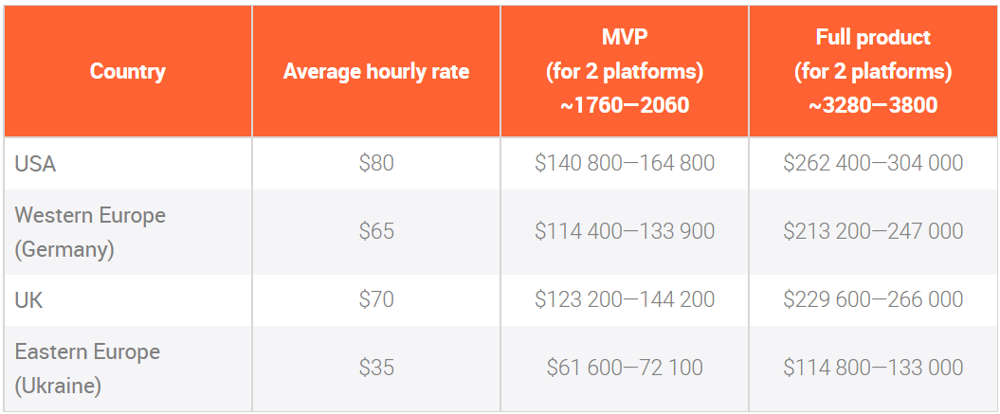 Country
Average hourly rate
MVP
(for 2 platforms)
~1760—2060
Full product
(for 2 platforms)
~3280—3800
USA
$80
$140 800—164 800
$262 400—304 000
Western Europe
(Germany)
$65
$114 400—133 900
$213 200—247 000
UK
$70
$123 200—144 200
$229 600—266 000
Eastern Europe
(Ukraine)
$35
$61 600—72 100
$114 800—133 000